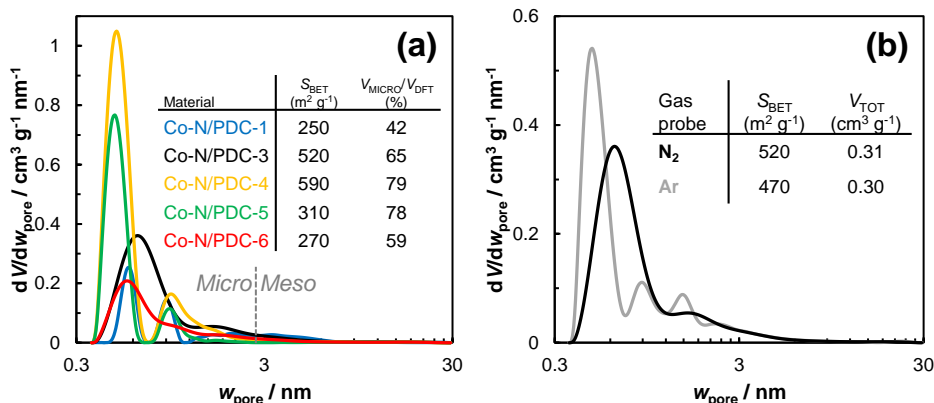 (a)
dV/dw_pore / cm³ g⁻¹ nm⁻¹
1
0.8
0.6
0.4
0.2
0
S_BET V_MICRO/V_DFT
Material (m² g⁻¹) (%)
Co-N/PDC-1 250 42
Co-N/PDC-3 520 65
Co-N/PDC-4 590 79
Co-N/PDC-5 310 78
Co-N/PDC-6 270 59
Micro Meso
0.3 3 30
w_pore / nm
(b)
dV/dw_pore / cm³ g⁻¹ nm⁻¹
0.6
0.4
0.2
0
Gas S_BET V_TOT
probe (m² g⁻¹) (cm³ g⁻¹)
N₂ 520 0.31
Ar 470 0.30
0.3 3 30
w_pore / nm